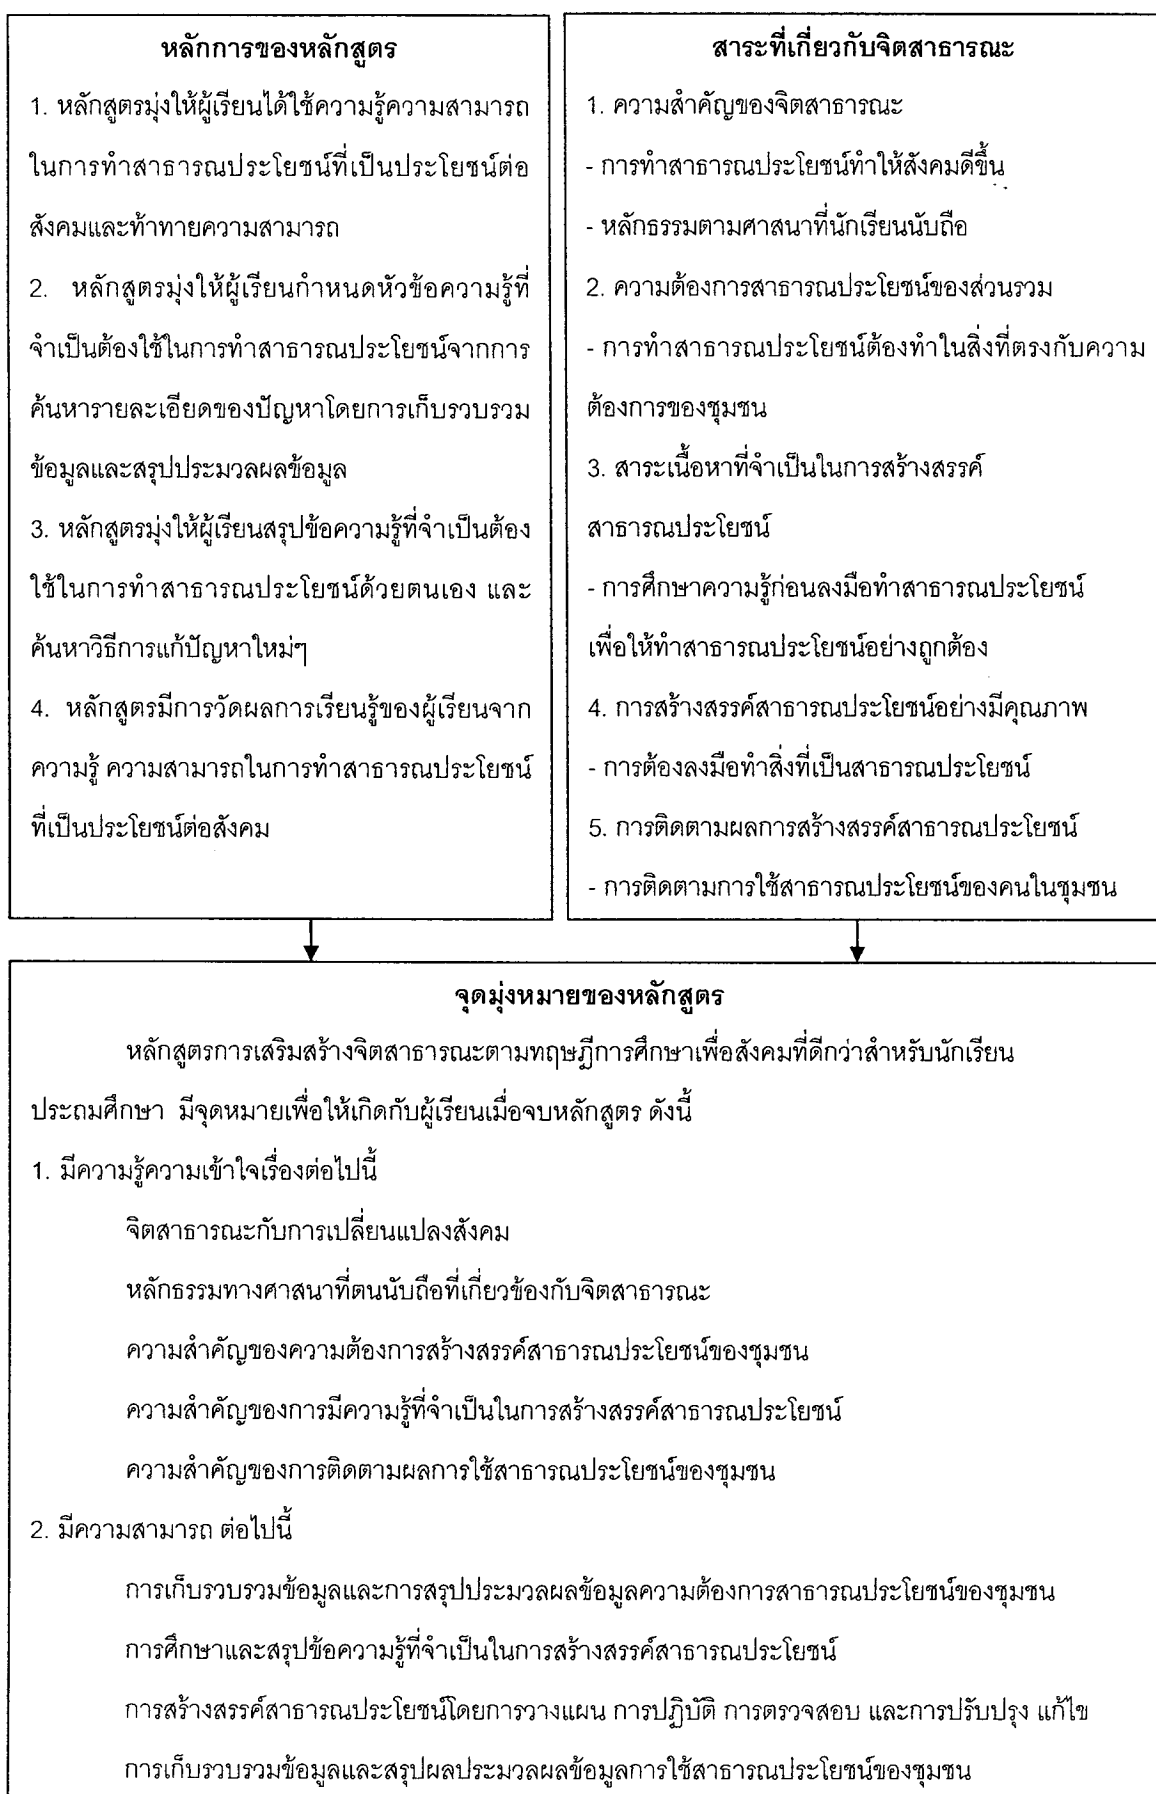 หลักการของหลักสูตร
1. หลักสูตรมุ่งให้ผู้เรียนได้ใช้ความรู้ความสามารถ
ในการทำสาธารณประโยชน์ที่เป็นประโยชน์ต่อ
สังคมและท้าทายความสามารถ
2. หลักสูตรมุ่งให้ผู้เรียนกำหนดหัวข้อความรู้ที่
จำเป็นต้องใช้ในการทำสาธารณประโยชน์จากการ
ค้นหารายละเอียดของปัญหาโดยการเก็บรวบรวม
ข้อมูลและสรุปประมวลผลข้อมูล
3. หลักสูตรมุ่งให้ผู้เรียนสรุปข้อความรู้ที่จำเป็นต้อง
ใช้ในการทำสาธารณประโยชน์ด้วยตนเอง และ
ค้นหาวิธีการแก้ปัญหาใหม่ๆ
4. หลักสูตรมีการวัดผลการเรียนรู้ของผู้เรียนจาก
ความรู้ ความสามารถในการทำสาธารณประโยชน์
ที่เป็นประโยชน์ต่อสังคม
สาระที่เกี่ยวกับจิตสาธารณะ
1. ความสำคัญของจิตสาธารณะ
- การทำสาธารณประโยชน์ทำให้สังคมดีขึ้น
- หลักธรรมตามศาสนาที่นักเรียนนับถือ
2. ความต้องการสาธารณประโยชน์ของส่วนรวม
- การทำสาธารณประโยชน์ต้องทำในสิ่งที่ตรงกับความ
ต้องการของชุมชน
3. สาระเนื้อหาที่จำเป็นในการสร้างสรรค์
สาธารณประโยชน์
- การศึกษาความรู้ก่อนลงมือทำสาธารณประโยชน์
เพื่อให้ทำสาธารณประโยชน์อย่างถูกต้อง
4. การสร้างสรรค์สาธารณประโยชน์อย่างมีคุณภาพ
- การต้องลงมือทำสิ่งที่เป็นสาธารณประโยชน์
5. การติดตามผลการสร้างสรรค์สาธารณประโยชน์
- การติดตามการใช้สาธารณประโยชน์ของคนในชุมชน
จุดมุ่งหมายของหลักสูตร
หลักสูตรการเสริมสร้างจิตสาธารณะตามทฤษฎีการศึกษาเพื่อสังคมที่ดีกว่าสำหรับนักเรียน
ประถมศึกษา มีจุดหมายเพื่อให้เกิดกับผู้เรียนเมื่อจบหลักสูตร ดังนี้
1. มีความรู้ความเข้าใจเรื่องต่อไปนี้
จิตสาธารณะกับการเปลี่ยนแปลงสังคม
หลักธรรมทางศาสนาที่ตนนับถือที่เกี่ยวข้องกับจิตสาธารณะ
ความสำคัญของความต้องการสร้างสรรค์สาธารณประโยชน์ของชุมชน
ความสำคัญของการมีความรู้ที่จำเป็นในการสร้างสรรค์สาธารณประโยชน์
ความสำคัญของการติดตามผลการใช้สาธารณประโยชน์ของชุมชน
2. มีความสามารถ ต่อไปนี้
การเก็บรวบรวมข้อมูลและการสรุปประมวลผลข้อมูลความต้องการสาธารณประโยชน์ของชุมชน
การศึกษาและสรุปข้อความรู้ที่จำเป็นในการสร้างสรรค์สาธารณประโยชน์
การสร้างสรรค์สาธารณประโยชน์โดยการวางแผน การปฏิบัติ การตรวจสอบ และการปรับปรุง แก้ไข
การเก็บรวบรวมข้อมูลและสรุปผลประมวลผลข้อมูลการใช้สาธารณประโยชน์ของชุมชน